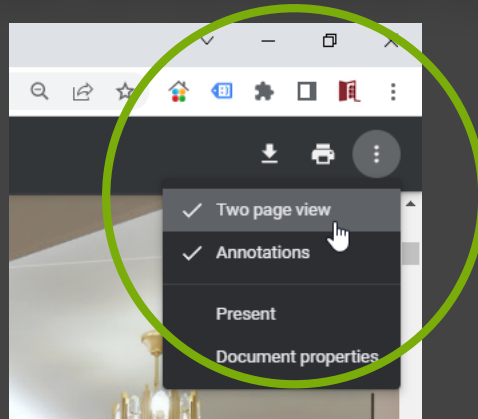 Two page view
Annotations
Present
Document properties